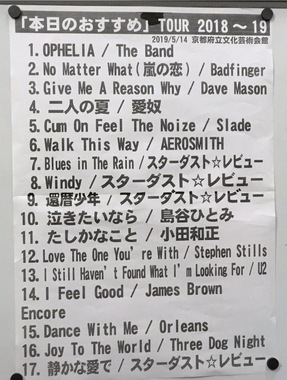 「本日のおすすめ」 TOUR 2018～19
2019/5/14 京都府立文化芸術会館
1. OPHELIA / The Band
2. No Matter What(嵐の恋) / Badfinger
3. Give Me A Reason Why / Dave Mason
4. 二人の夏 / 愛奴
5. Cum On Feel The Noize / Slade
6. Walk This Way / AEROSMITH
7. Blues in The Rain / スターダスト☆レビュー
8. Windy / スターダスト☆レビュー
9. 還暦少年 / スターダスト☆レビュー
10. 泣きたいなら / 島谷ひとみ
11. たしかなこと / 小田和正
12. Love The One You're With / Stephen Stills
13. I Still Haven't Found What I'm Looking For / U2
14. I Feel Good / James Brown
Encore
15. Dance With Me / Orleans
16. Joy To The World / Three Dog Night
17. 静かな愛で / スターダスト☆レビュー